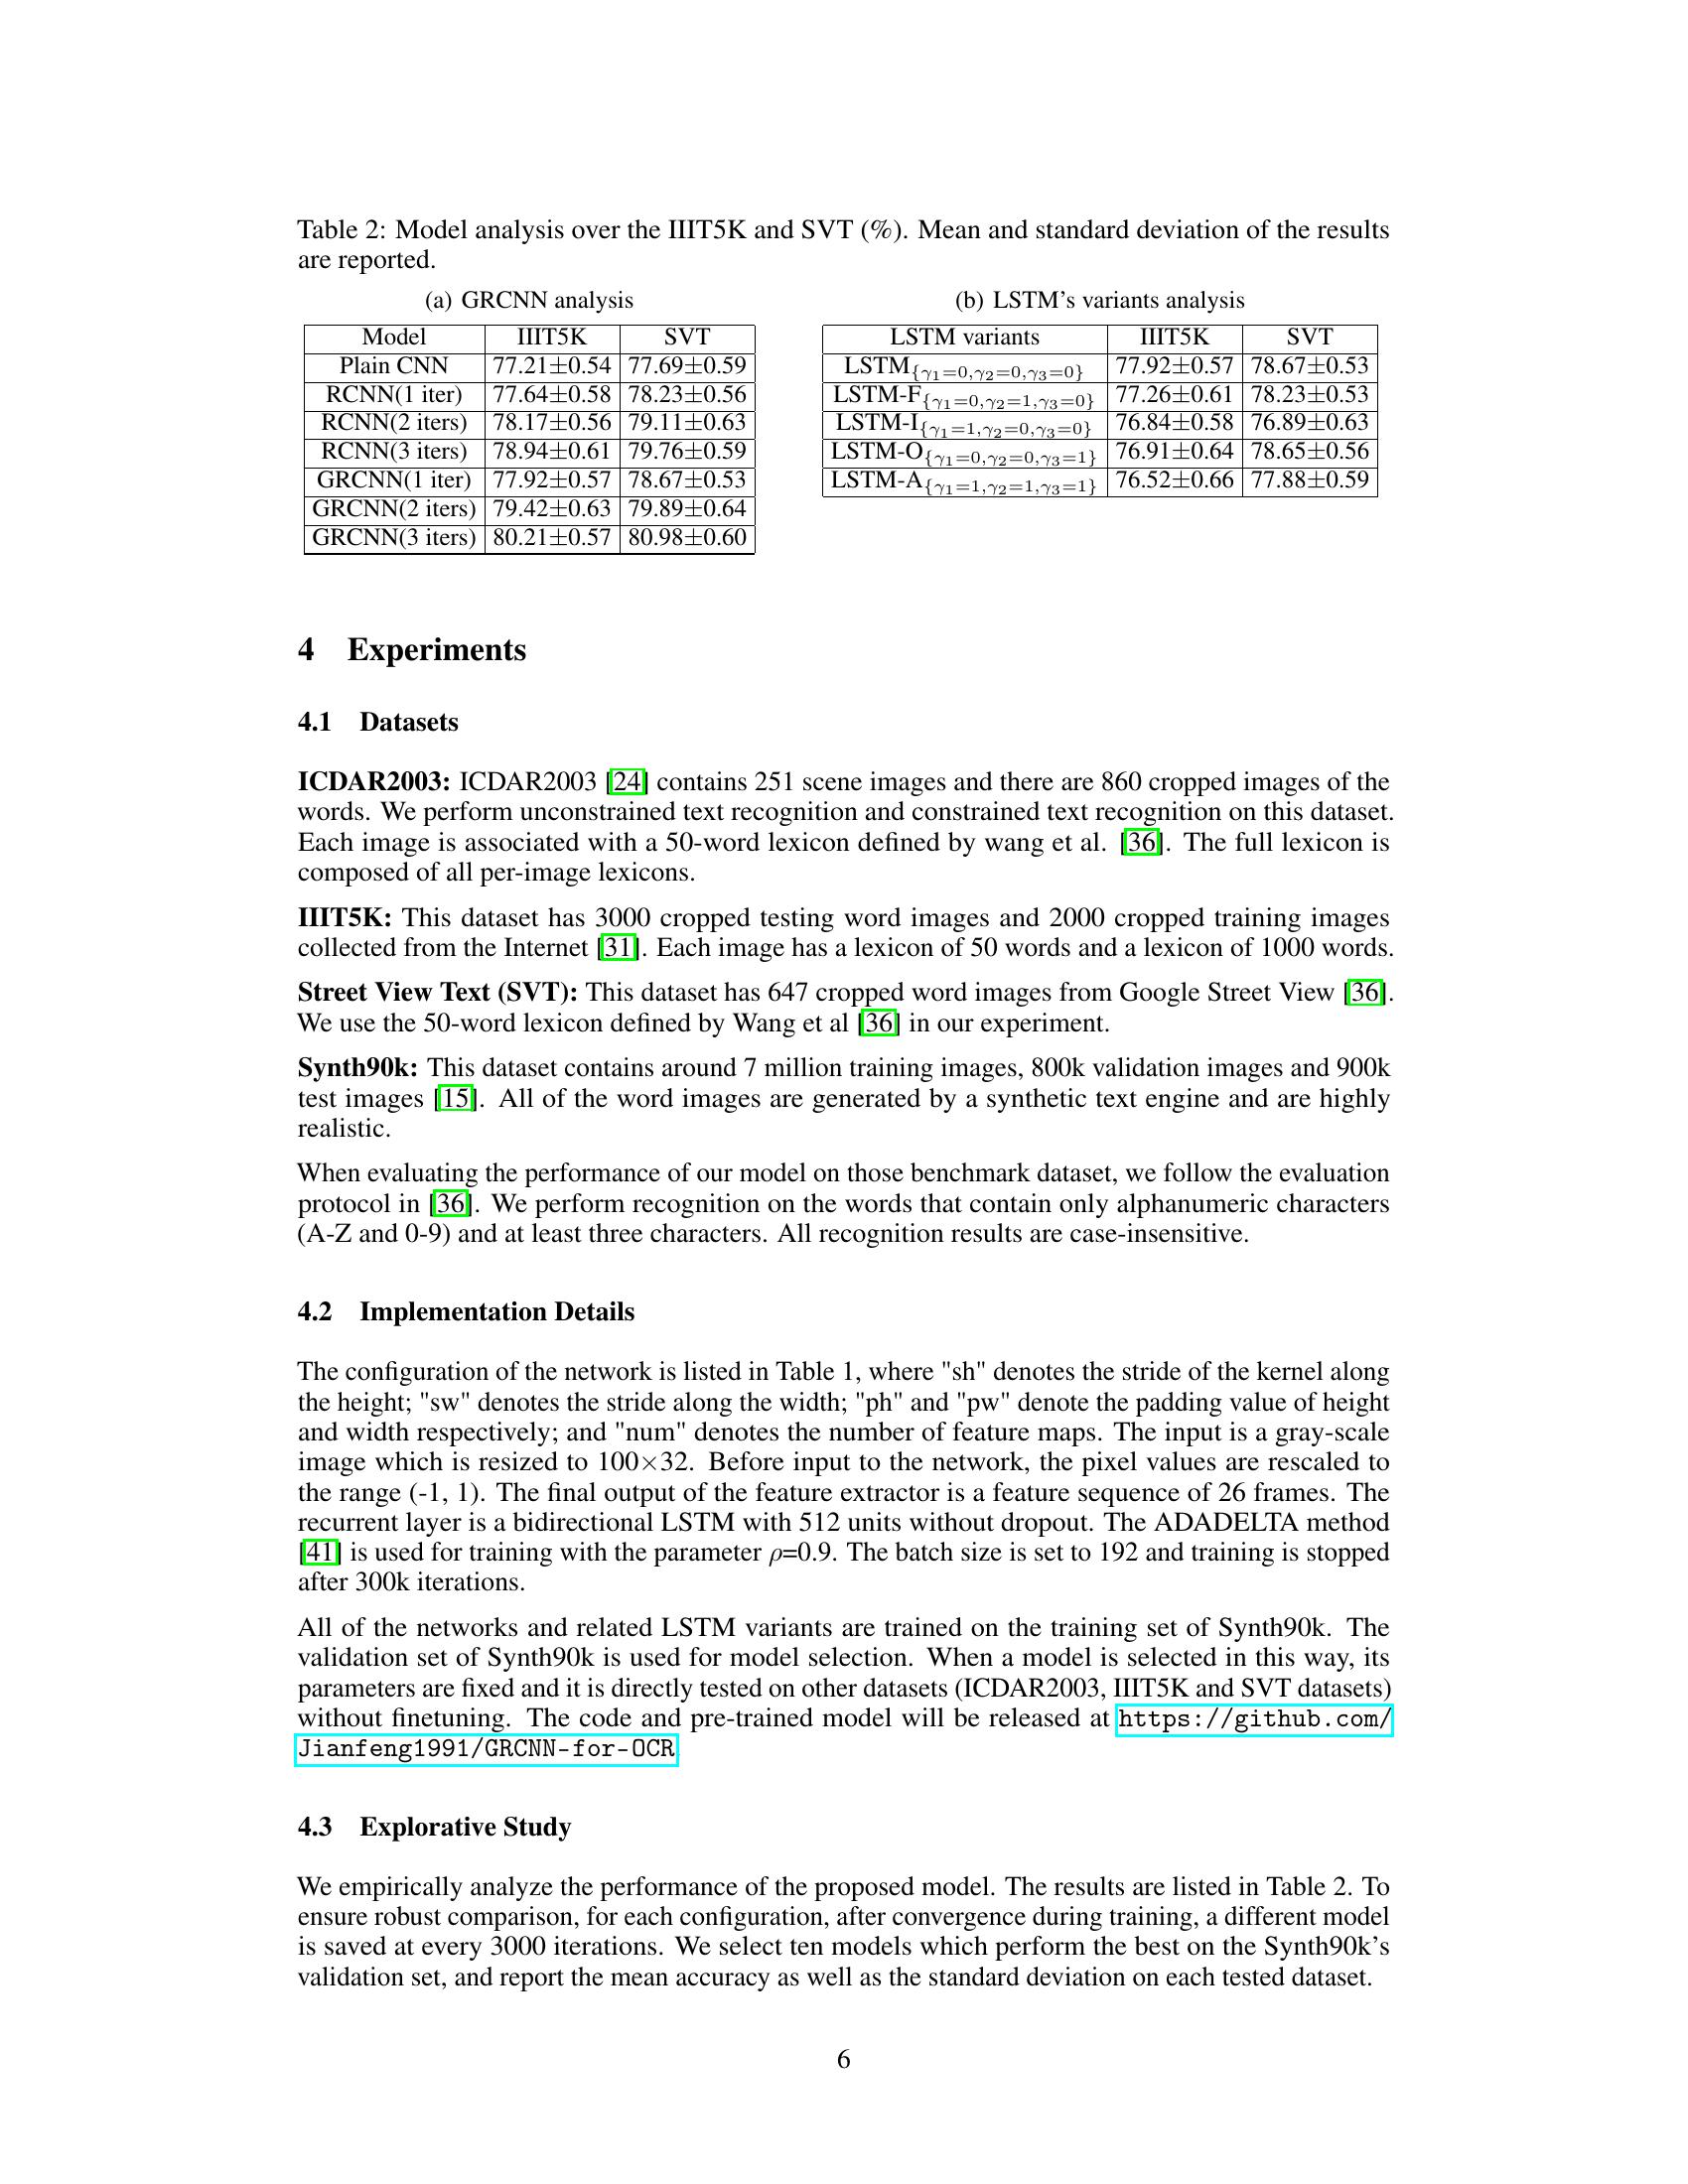 Table 2: Model analysis over the IIIT5K and SVT (%). Mean and standard deviation of the results
are reported.
(a) GRCNN analysis
Model IIIT5K SVT
Plain CNN 77.21±0.54 77.69±0.59
RCNN(1 iter) 77.64±0.58 78.23±0.56
RCNN(2 iters) 78.17±0.56 79.11±0.63
RCNN(3 iters) 78.94±0.61 79.76±0.59
GRCNN(1 iter) 77.92±0.57 78.67±0.53
GRCNN(2 iters) 79.42±0.63 79.89±0.64
GRCNN(3 iters) 80.21±0.57 80.98±0.60
(b) LSTM's variants analysis
LSTM variants IIIT5K SVT
LSTM{γ1=0,γ2=0,γ3=0} 77.92±0.57 78.67±0.53
LSTM-F{γ1=0,γ2=1,γ3=0} 77.26±0.61 78.23±0.53
LSTM-I{γ1=1,γ2=0,γ3=0} 76.84±0.58 76.89±0.63
LSTM-O{γ1=0,γ2=0,γ3=1} 76.91±0.64 78.65±0.56
LSTM-A{γ1=1,γ2=1,γ3=1} 76.52±0.66 77.88±0.59
4 Experiments
4.1 Datasets
ICDAR2003: ICDAR2003 [24] contains 251 scene images and there are 860 cropped images of the
words. We perform unconstrained text recognition and constrained text recognition on this dataset.
Each image is associated with a 50-word lexicon defined by wang et al. [36]. The full lexicon is
composed of all per-image lexicons.
IIIT5K: This dataset has 3000 cropped testing word images and 2000 cropped training images
collected from the Internet [31]. Each image has a lexicon of 50 words and a lexicon of 1000 words.
Street View Text (SVT): This dataset has 647 cropped word images from Google Street View [36].
We use the 50-word lexicon defined by Wang et al [36] in our experiment.
Synth90k: This dataset contains around 7 million training images, 800k validation images and 900k
test images [15]. All of the word images are generated by a synthetic text engine and are highly
realistic.
When evaluating the performance of our model on those benchmark dataset, we follow the evaluation
protocol in [36]. We perform recognition on the words that contain only alphanumeric characters
(A-Z and 0-9) and at least three characters. All recognition results are case-insensitive.
4.2 Implementation Details
The configuration of the network is listed in Table 1, where "sh" denotes the stride of the kernel along
the height; "sw" denotes the stride along the width; "ph" and "pw" denote the padding value of height
and width respectively; and "num" denotes the number of feature maps. The input is a gray-scale
image which is resized to 100×32. Before input to the network, the pixel values are rescaled to
the range (-1, 1). The final output of the feature extractor is a feature sequence of 26 frames. The
recurrent layer is a bidirectional LSTM with 512 units without dropout. The ADADELTA method
[41] is used for training with the parameter ρ=0.9. The batch size is set to 192 and training is stopped
after 300k iterations.
All of the networks and related LSTM variants are trained on the training set of Synth90k. The
validation set of Synth90k is used for model selection. When a model is selected in this way, its
parameters are fixed and it is directly tested on other datasets (ICDAR2003, IIIT5K and SVT datasets)
without finetuning. The code and pre-trained model will be released at https://github.com/
Jianfeng1991/GRCNN-for-OCR
4.3 Explorative Study
We empirically analyze the performance of the proposed model. The results are listed in Table 2. To
ensure robust comparison, for each configuration, after convergence during training, a different model
is saved at every 3000 iterations. We select ten models which perform the best on the Synth90k's
validation set, and report the mean accuracy as well as the standard deviation on each tested dataset.
6